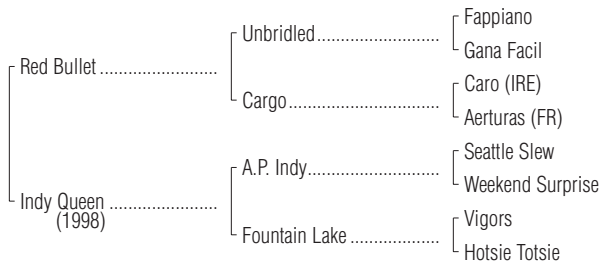 Fappiano
Unbridled
Gana Facil
Red Bullet
Caro (IRE)
Cargo
Aerturas (FR)
Seattle Slew
A.P. Indy
Weekend Surprise
Indy Queen
(1998)
Vigors
Fountain Lake
Hotsie Totsie